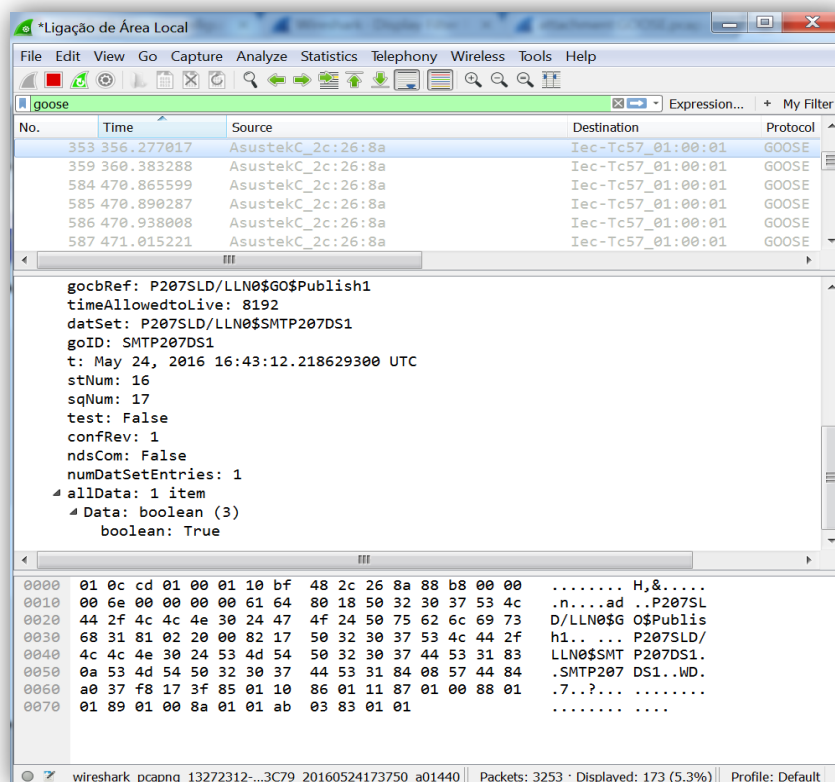 *Ligação de Área Local
File Edit View Go Capture Analyze Statistics Telephony Wireless Tools Help
goose Expression... + My Filter
No. Time Source Destination Protocol
353 356.277017 AsustekC_2c:26:8a Iec-Tc57_01:00:01 GOOSE
359 360.383288 AsustekC_2c:26:8a Iec-Tc57_01:00:01 GOOSE
584 470.865599 AsustekC_2c:26:8a Iec-Tc57_01:00:01 GOOSE
585 470.890287 AsustekC_2c:26:8a Iec-Tc57_01:00:01 GOOSE
586 470.938008 AsustekC_2c:26:8a Iec-Tc57_01:00:01 GOOSE
587 471.015221 AsustekC_2c:26:8a Iec-Tc57_01:00:01 GOOSE
gocbRef: P207SLD/LLN0$GO$Publish1
timeAllowedtoLive: 8192
datSet: P207SLD/LLN0$SMTP207DS1
goID: SMTP207DS1
t: May 24, 2016 16:43:12.218629300 UTC
stNum: 16
sqNum: 17
test: False
confRev: 1
ndsCom: False
numDatSetEntries: 1
allData: 1 item
Data: boolean (3)
boolean: True
0000 01 0c cd 01 00 01 10 bf 48 2c 26 8a 88 b8 00 00 ........ H,&.....
0010 00 6e 00 00 00 00 61 64 80 18 50 32 30 37 53 4c .n....ad ..P207SL
0020 44 2f 4c 4c 4e 30 24 47 4f 24 50 75 62 6c 69 73 D/LLN0$G O$Publis
0030 68 31 81 02 20 00 82 17 50 32 30 37 53 4c 44 2f h1.. ... P207SLD/
0040 4c 4c 4e 30 24 53 4d 54 50 32 30 37 44 53 31 83 LLN0$SMT P207DS1.
0050 0a 53 4d 54 50 32 30 37 44 53 31 84 08 57 44 84 .SMTP207 DS1..WD.
0060 a0 37 f8 17 3f 85 01 10 86 01 11 87 01 00 88 01 .7..?... ........
0070 01 89 01 00 8a 01 01 ab 03 83 01 01 ........ ....
wireshark_pcapng_13272312-...3C79_20160524173750_a01440 Packets: 3253 · Displayed: 173 (5.3%) Profile: Default